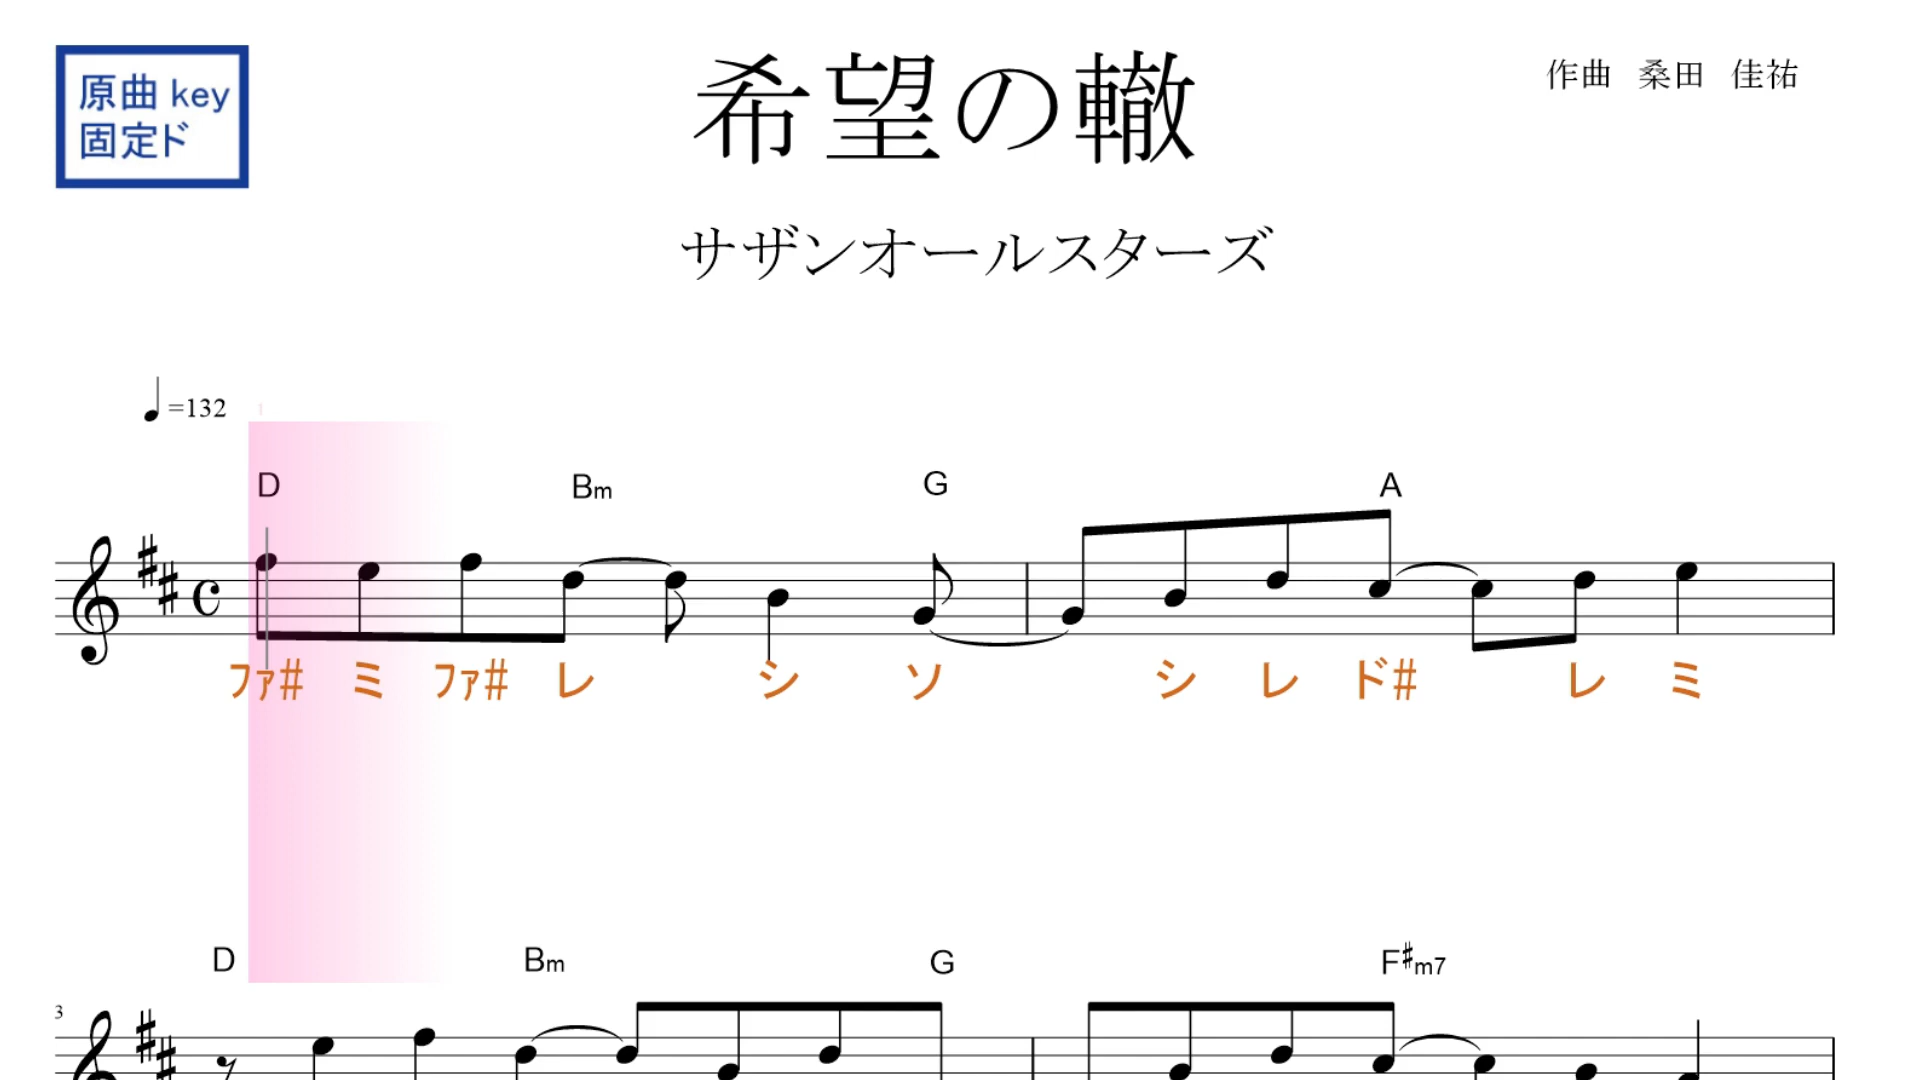 原曲 key
固定ド
希望の轍
作曲 桑田 佳祐
サザンオールスターズ
=132
D Bm G A
ﾌｧ# ミ ﾌｧ# レ シ ソ シ レ ド# レ ミ
D Bm G F#m7
3